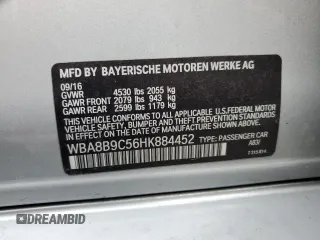 MFD BY BAYERISCHE MOTOREN WERKE AG
09/16
GVWR 4530 lbs 2055 kg
GAWR FRONT 2079 lbs 943 kg
GAWR REAR 2599 lbs 1179 kg
THIS VEHICLE CONFORMS TO ALL APPLICABLE U.S. FEDERAL
MOTOR VEHICLE SAFETY, BUMPER, AND THEFT PREVENTION
STANDARDS IN EFFECT ON THE DATE OF MANUFACTURE SHOWN ABOVE.
WBA8B9C56HK884452 TYPE: PASSENGER CAR
© DREAMBID
DREAMBID.COM